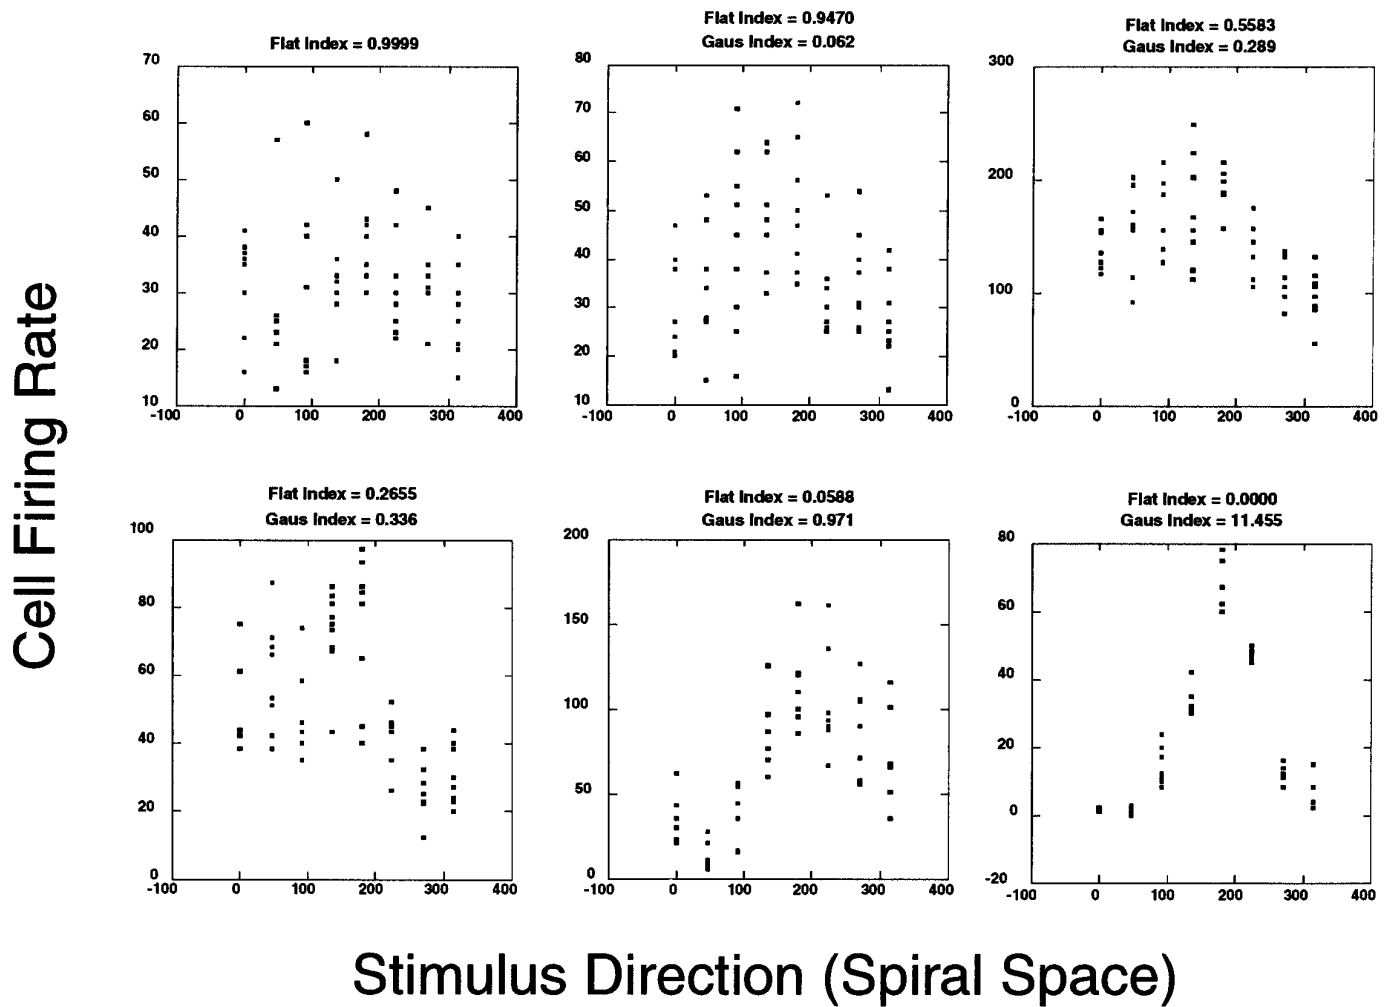 Flat Index = 0.9999
70
60
50
40
30
20
10
-100 0 100 200 300 400
Flat Index = 0.9470
Gaus Index = 0.062
80
70
60
50
40
30
20
10
-100 0 100 200 300 400
Flat Index = 0.5583
Gaus Index = 0.289
300
200
100
0
-100 0 100 200 300 400
Flat Index = 0.2655
Gaus Index = 0.336
100
80
60
40
20
0
-100 0 100 200 300 400
Flat Index = 0.0588
Gaus Index = 0.971
200
150
100
50
0
-100 0 100 200 300 400
Flat Index = 0.0000
Gaus Index = 11.455
80
60
40
20
0
-20
-100 0 100 200 300 400
Cell Firing Rate
Stimulus Direction (Spiral Space)